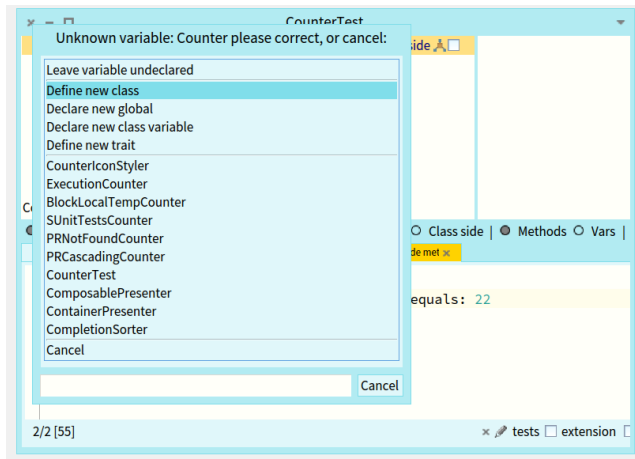 CounterTest
Unknown variable: Counter please correct, or cancel:
side
Leave variable undeclared
Define new class
Declare new global
Declare new class variable
Define new trait
CounterIconStyler
ExecutionCounter
BlockLocalTempCounter
SUnitTestsCounter
PRNotFoundCounter
PRCascadingCounter
CounterTest
ComposablePresenter
ContainerPresenter
CompletionSorter
Cancel
Class side | Methods Vars |
de met ×
equals: 22
Cancel
2/2 [55]
× tests extension